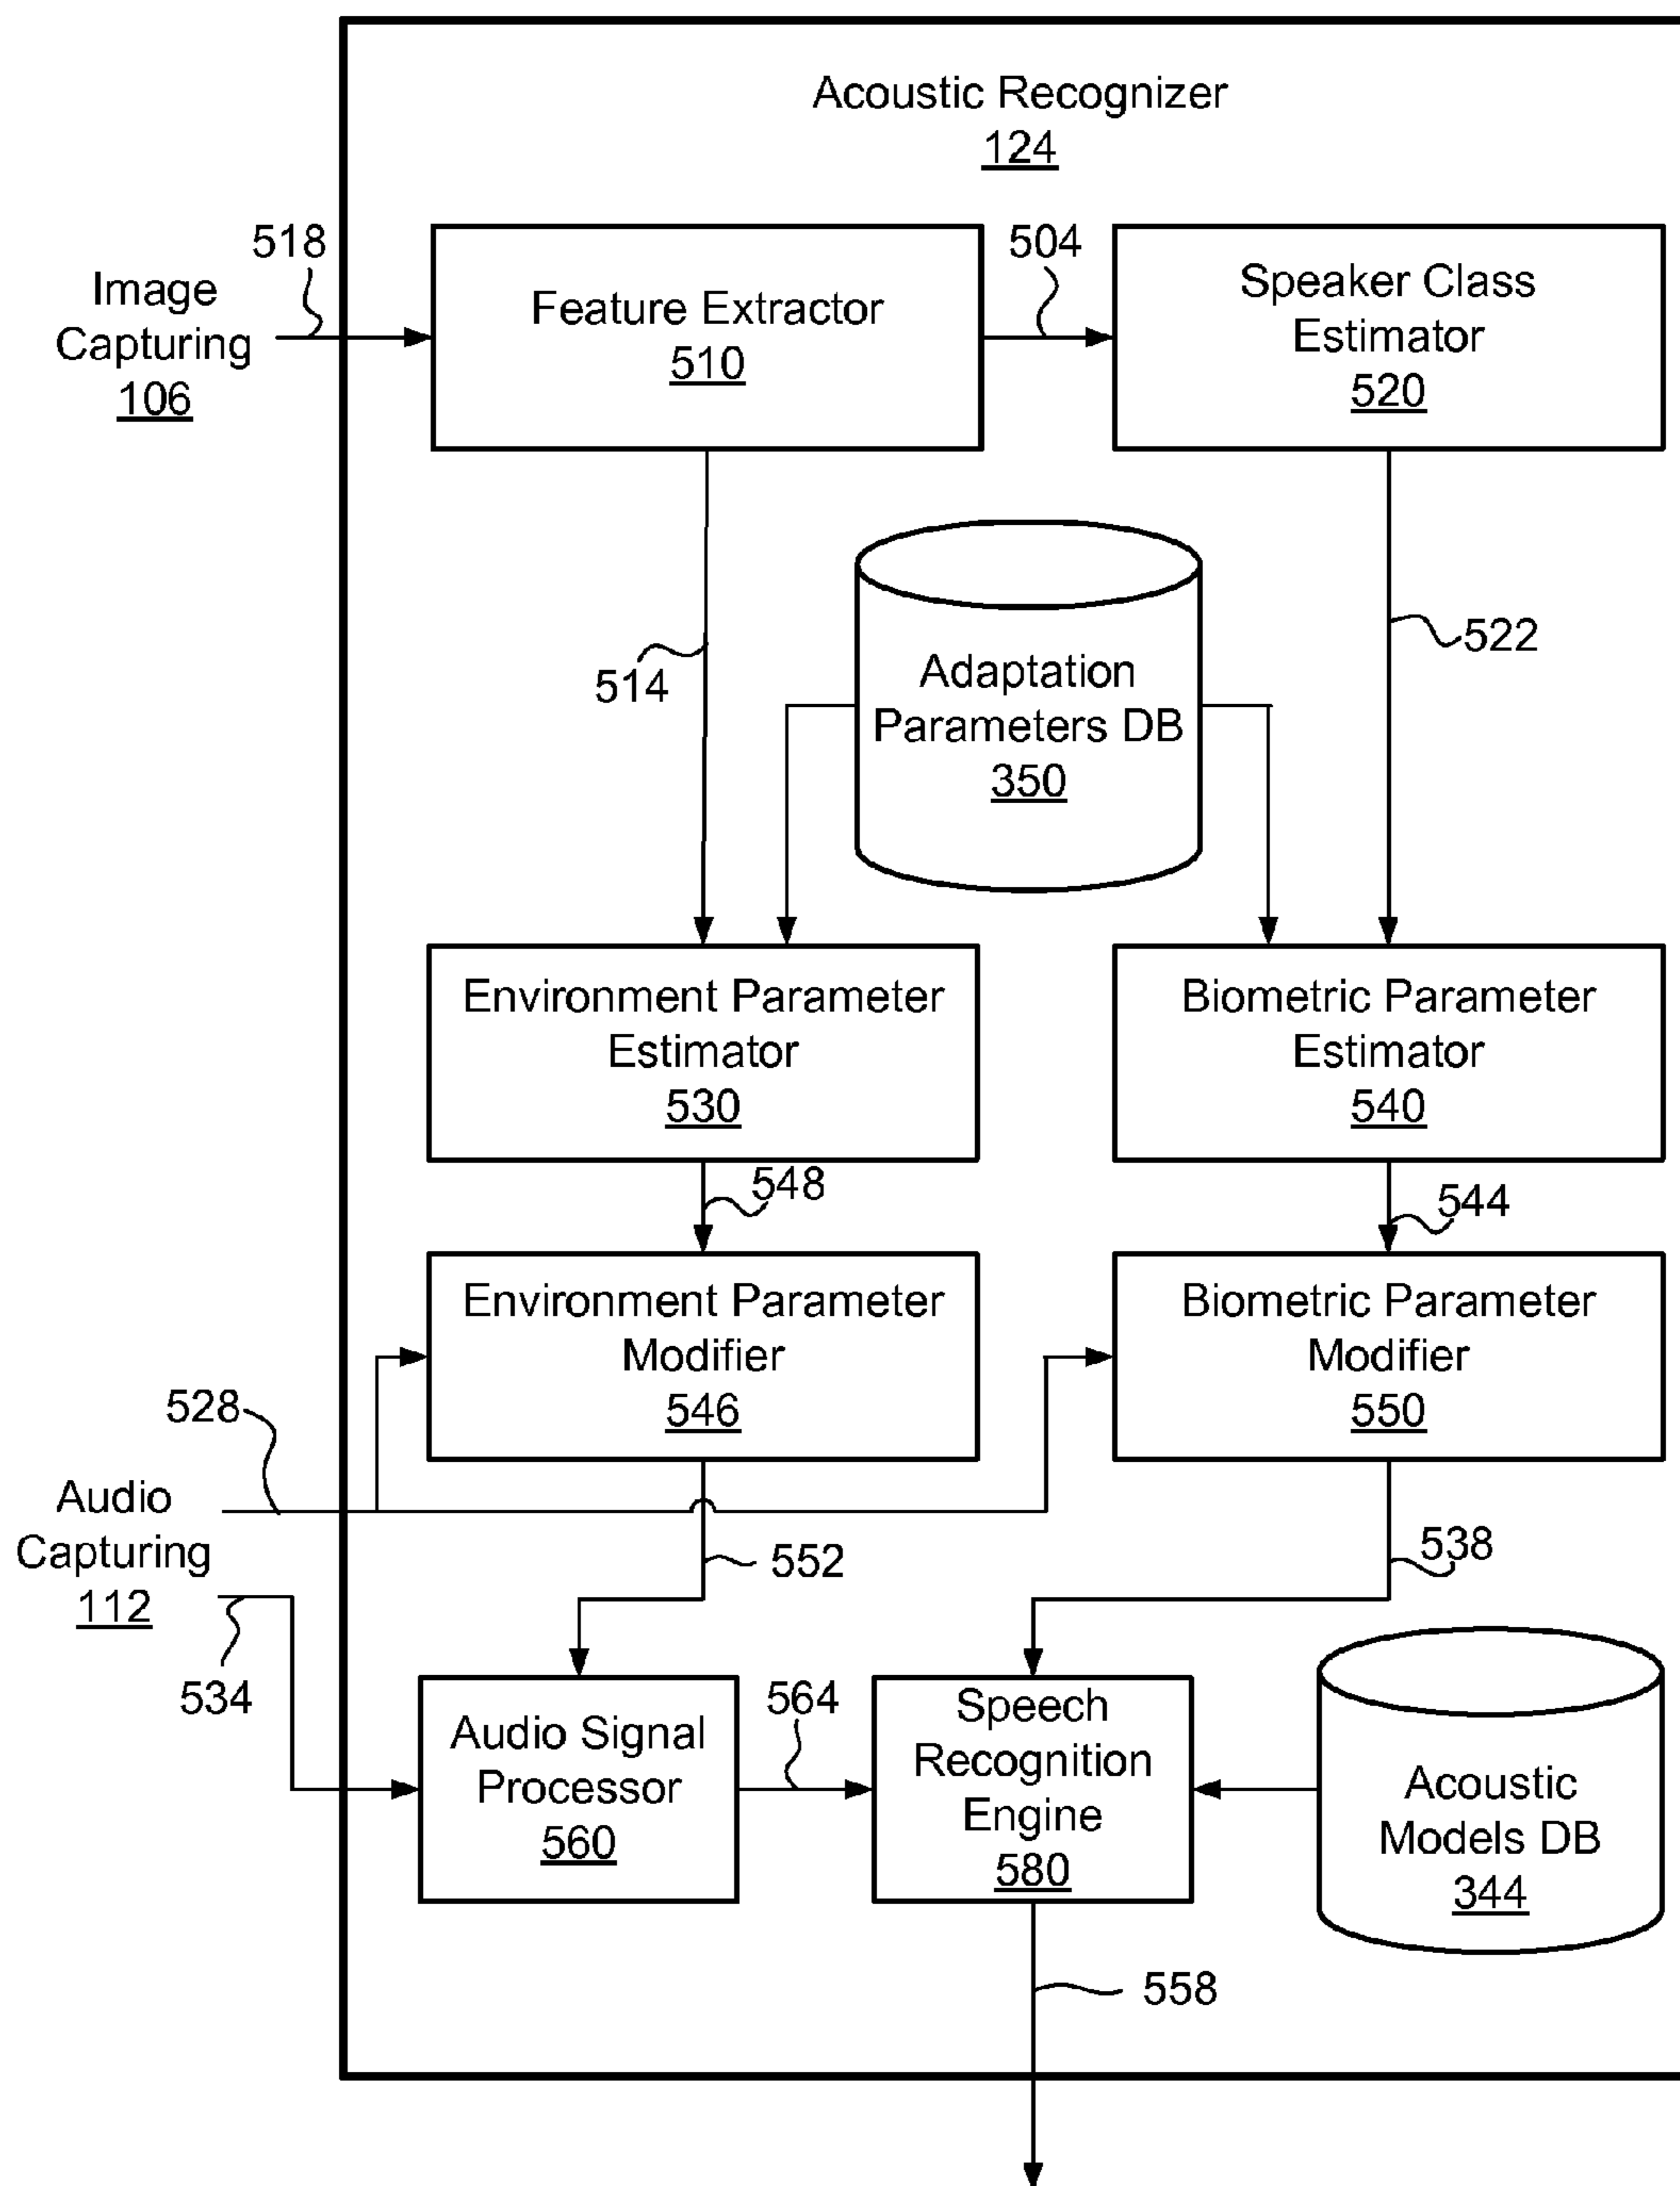 Acoustic Recognizer
124
518
504
Image
Capturing
106
Feature Extractor
510
Speaker Class
Estimator
520
514
522
Adaptation
Parameters DB
350
Environment Parameter
Estimator
530
Biometric Parameter
Estimator
540
548
544
Environment Parameter
Modifier
546
Biometric Parameter
Modifier
550
528
Audio
Capturing
112
552
538
534
564
Audio Signal
Processor
560
Speech
Recognition
Engine
580
Acoustic
Models DB
344
558